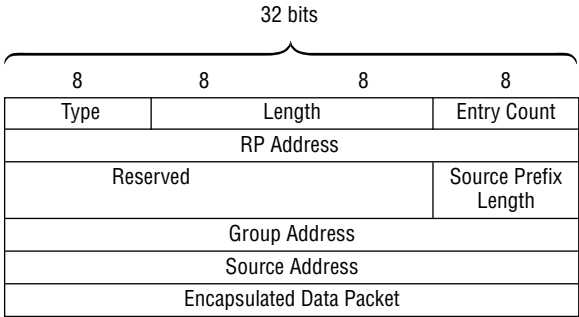 32 bits
8 8 8 8
Type Length Entry Count
RP Address
Reserved Source Prefix
Length
Group Address
Source Address
Encapsulated Data Packet